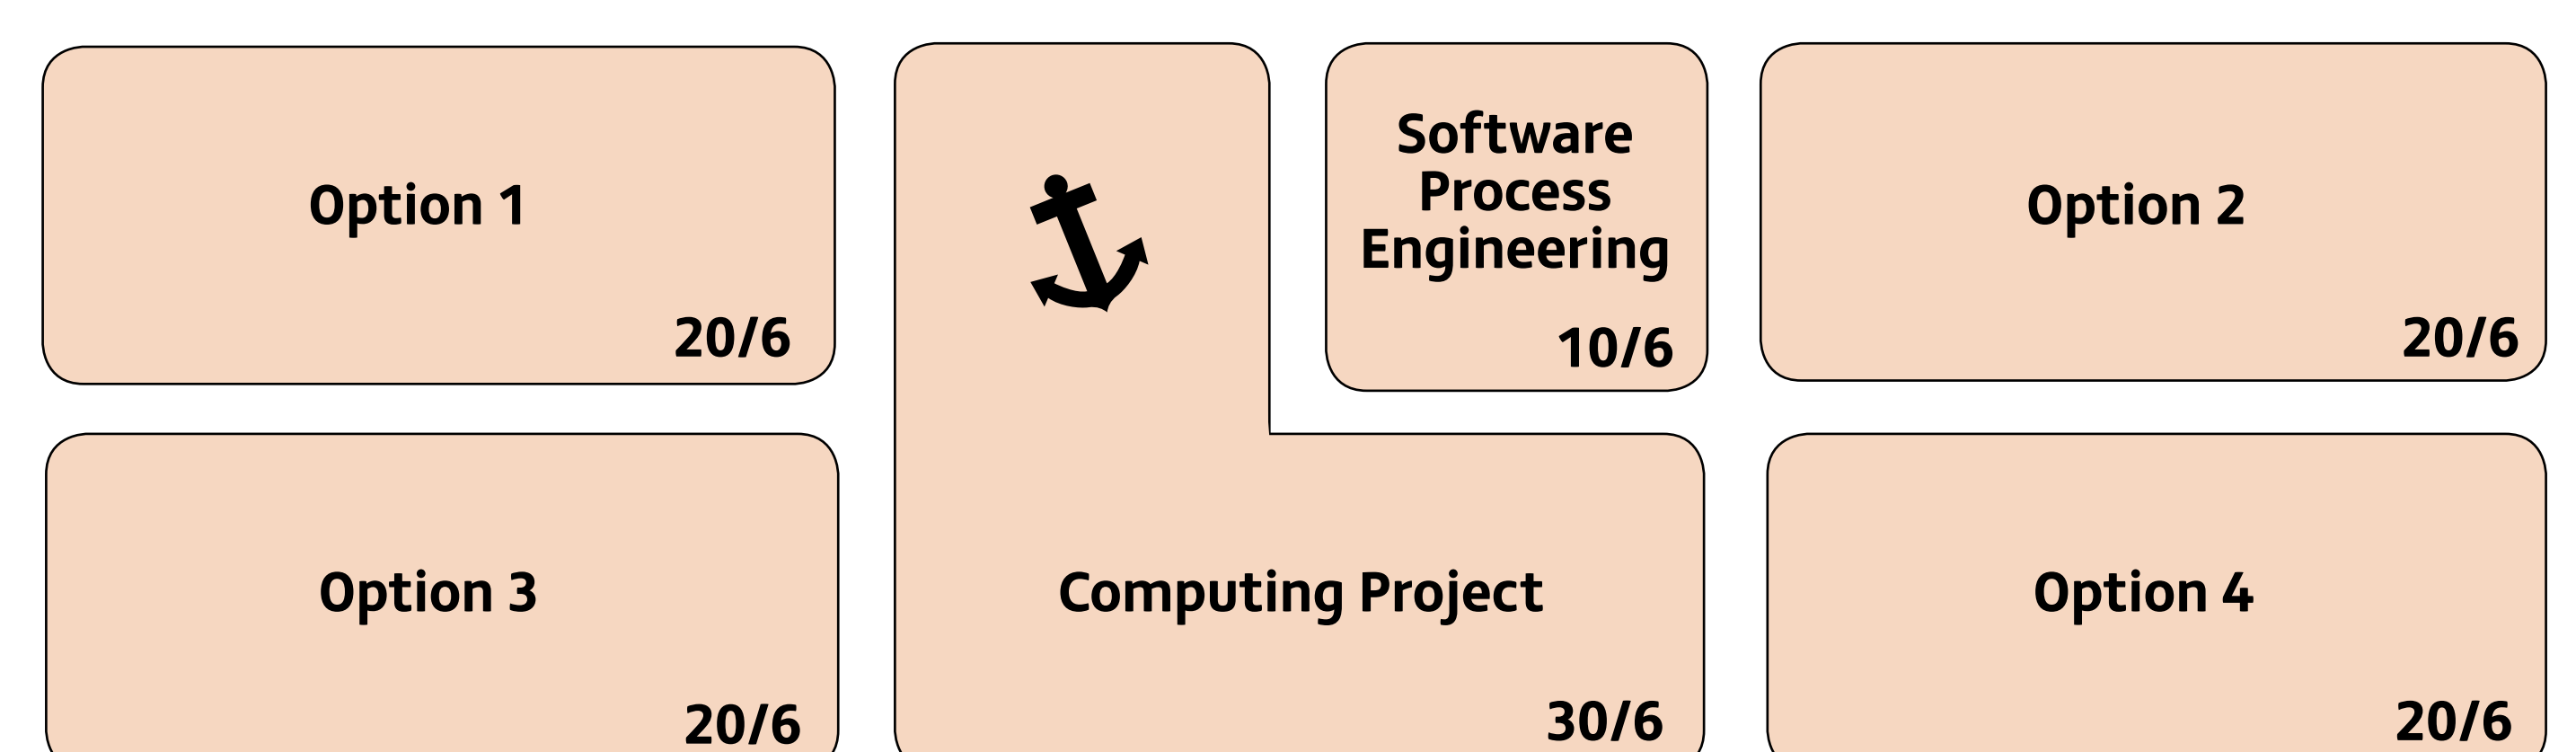 Option 1
20/6
Software
Process
Engineering
10/6
Option 2
20/6
Option 3
20/6
Computing Project
30/6
Option 4
20/6